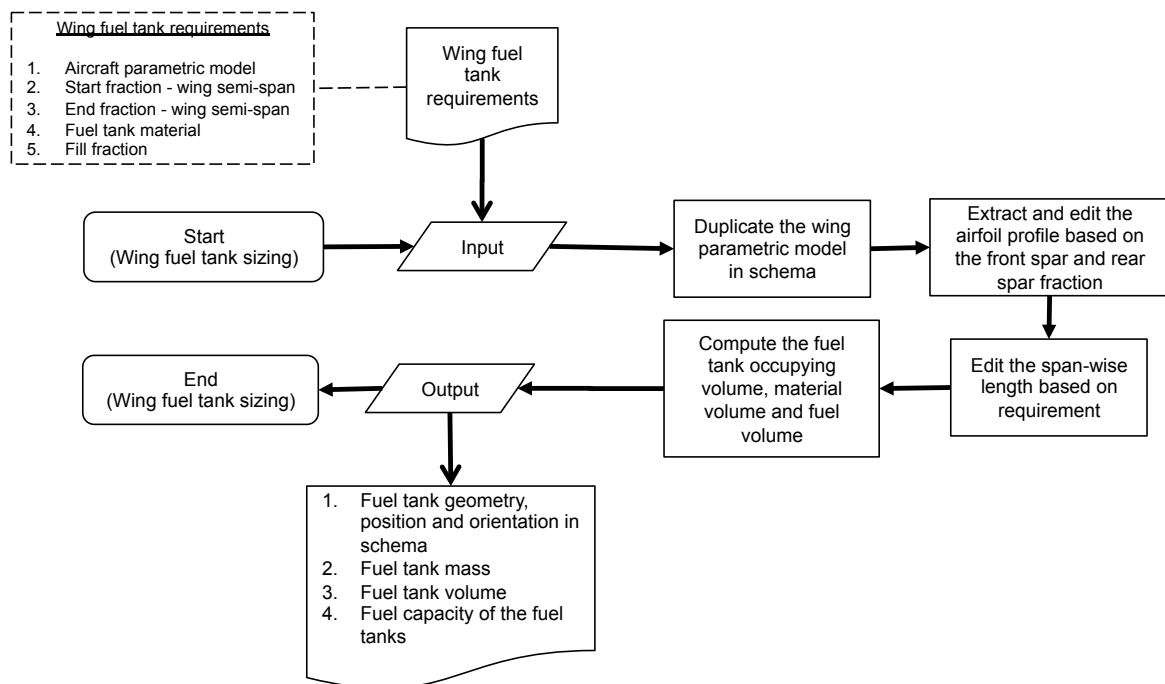 Wing fuel tank requirements
1. Aircraft parametric model
2. Start fraction - wing semi-span
3. End fraction - wing semi-span
4. Fuel tank material
5. Fill fraction
Wing fuel
tank
requirements
Start
(Wing fuel tank sizing)
Input
Duplicate the wing
parametric model
in schema
Extract and edit the
airfoil profile based on
the front spar and rear
spar fraction
Edit the span-wise
length based on
requirement
Compute the fuel
tank occupying
volume, material
volume and fuel
volume
Output
End
(Wing fuel tank sizing)
1. Fuel tank geometry,
position and orientation in
schema
2. Fuel tank mass
3. Fuel tank volume
4. Fuel capacity of the fuel
tanks